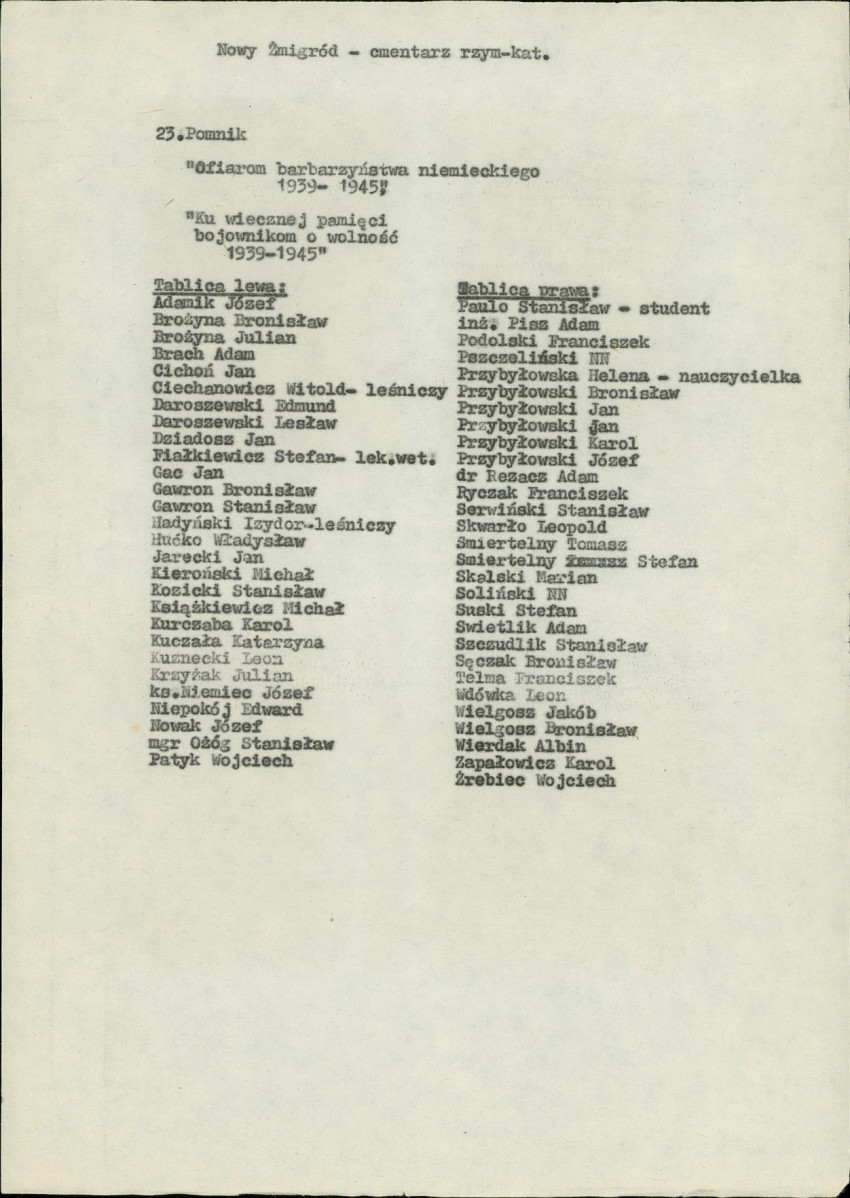 Nowy Żmigród - cmentarz rzym-kat.
23.Pomnik
"Ofiarom barbarzyństwa niemieckiego
1939- 1945"
"Ku wiecznej pamięci
bojownikom o wolność
1939-1945"
Tablica lewa:
Adamik Józef
Brożyna Bronisław
Brożyna Julian
Brach Adam
Cichoń Jan
Ciechanowicz Witold- leśniczy
Daroszewski Edmund
Daroszewski Lesław
Dziadosz Jan
Fiałkiewicz Stefan- lek.wet.
Gac Jan
Gawron Bronisław
Gawron Stanisław
Hadyński Izydor-leśniczy
Hućko Władysław
Jarecki Jan
Kieroński Michał
Kozicki Stanisław
Książkiewicz Michał
Kurczaba Karol
Kuczała Katarzyna
Kuznecki Leon
Krzyżak Julian
ks.Niemiec Józef
Niepokój Edward
Nowak Józef
mgr Ożóg Stanisław
Patyk Wojciech
Tablica prawa:
Paulo Stanisław - student
inż. Pisz Adam
Podolski Franciszek
Pszczeliński NN
Przybyłowska Helena - nauczycielka
Przybyłowski Bronisław
Przybyłowski Jan
Przybyłowski Jan
Przybyłowski Karol
Przybyłowski Józef
dr Rezacz Adam
Ryczak Franciszek
Serwiński Stanisław
Skwarło Leopold
Smiertelny Tomasz
Smiertelny Stefan
Skalski Marian
Soliński NN
Suski Stefan
Swietlik Adam
Szczudlik Stanisław
Sęczak Bronisław
Telma Franciszek
Wdówka Leon
Wielgosz Jakób
Wielgosz Bronisław
Wierdak Albin
Zapałowicz Karol
Źrebiec Wojciech